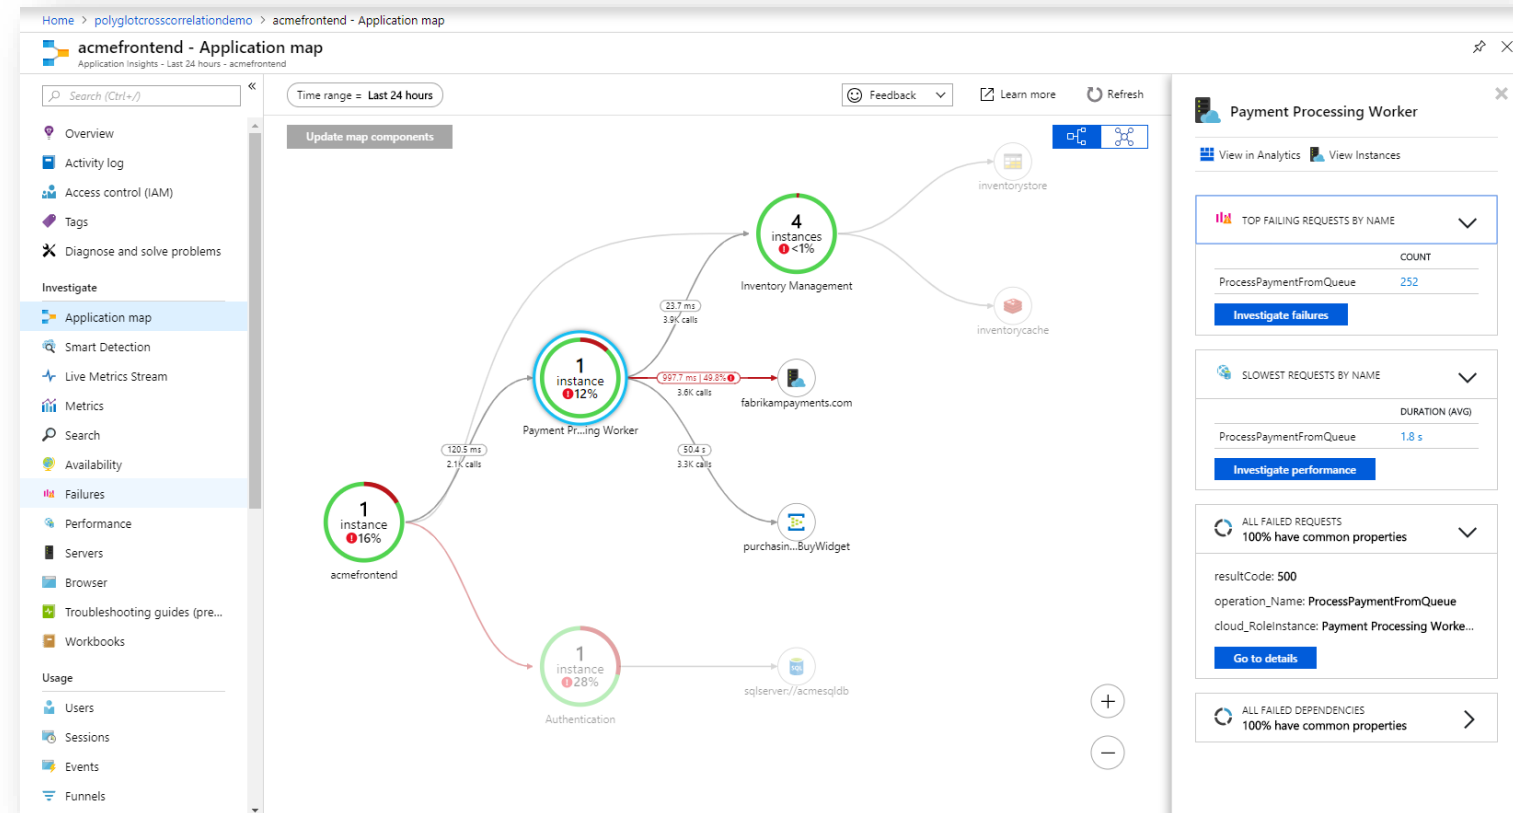 Home > polyglotcrosscorrelationdemo > acmefrontend - Application map
acmefrontend - Application map
Application Insights - Last 24 hours - acmefrontend
Search (Ctrl+/)
Overview
Activity log
Access control (IAM)
Tags
Diagnose and solve problems
Investigate
Application map
Smart Detection
Live Metrics Stream
Metrics
Search
Availability
Failures
Performance
Servers
Browser
Troubleshooting guides (pre...
Workbooks
Usage
Users
Sessions
Events
Funnels
Time range = Last 24 hours
Feedback
Learn more
Refresh
Update map components
inventorystore
4
instances
<1%
Inventory Management
23.7 ms
3.9K calls
inventorycache
1
instance
12%
Payment Pr...ing Worker
997.7 ms | 49.8%
3.6K calls
fabrikampayments.com
120.5 ms
2.1K calls
50.4 s
3.3K calls
1
instance
16%
acmefrontend
purchasin...BuyWidget
1
instance
28%
Authentication
SQL
sqlserver://acmesqldb
Payment Processing Worker
View in Analytics
View Instances
TOP FAILING REQUESTS BY NAME
COUNT
ProcessPaymentFromQueue 252
Investigate failures
SLOWEST REQUESTS BY NAME
DURATION (AVG)
ProcessPaymentFromQueue 1.8 s
Investigate performance
ALL FAILED REQUESTS
100% have common properties
resultCode: 500
operation_Name: ProcessPaymentFromQueue
cloud_RoleInstance: Payment Processing Worke...
Go to details
ALL FAILED DEPENDENCIES
100% have common properties